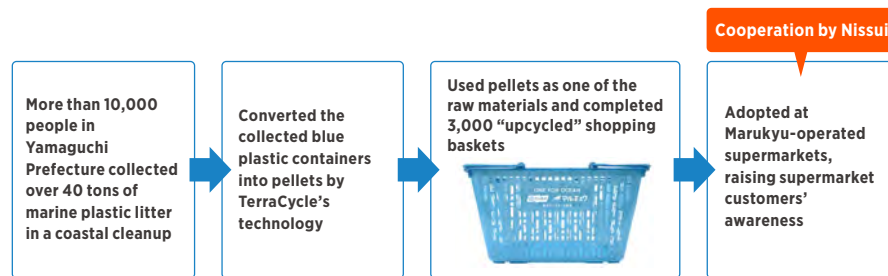 Cooperation by Nissui
More than 10,000
people in
Yamaguchi
Prefecture collected
over 40 tons of
marine plastic litter
in a coastal cleanup
Converted the
collected blue
plastic containers
into pellets by
TerraCycle’s
technology
Used pellets as one of the
raw materials and completed
3,000 “upcycled” shopping
baskets
ONE FOR OCEAN
Adopted at
Marukyu-operated
supermarkets,
raising supermarket
customers’
awareness